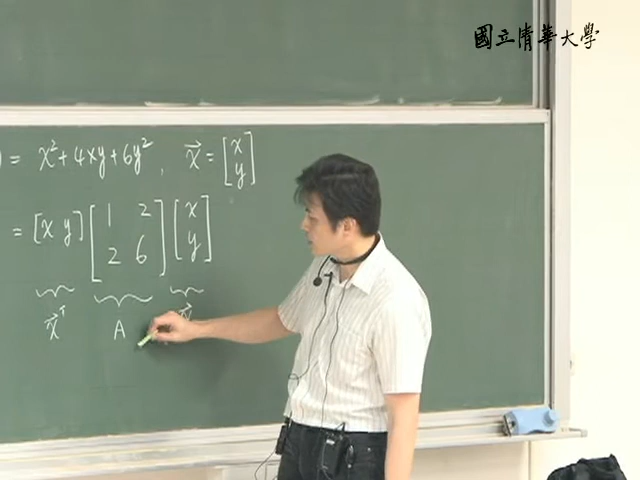 國立清華大學
) = x² + 4xy + 6y² , x⃗ = [x y]
= [x y] [1 2 2 6] [x y]
x⃗ᵀ A x⃗